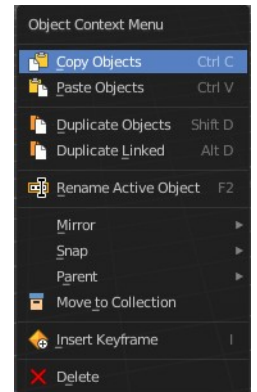 Object Context Menu
Copy Objects Ctrl C
Paste Objects Ctrl V
Duplicate Objects Shift D
Duplicate Linked Alt D
Rename Active Object F2
Mirror
Snap
Parent
Move to Collection
Insert Keyframe I
Delete